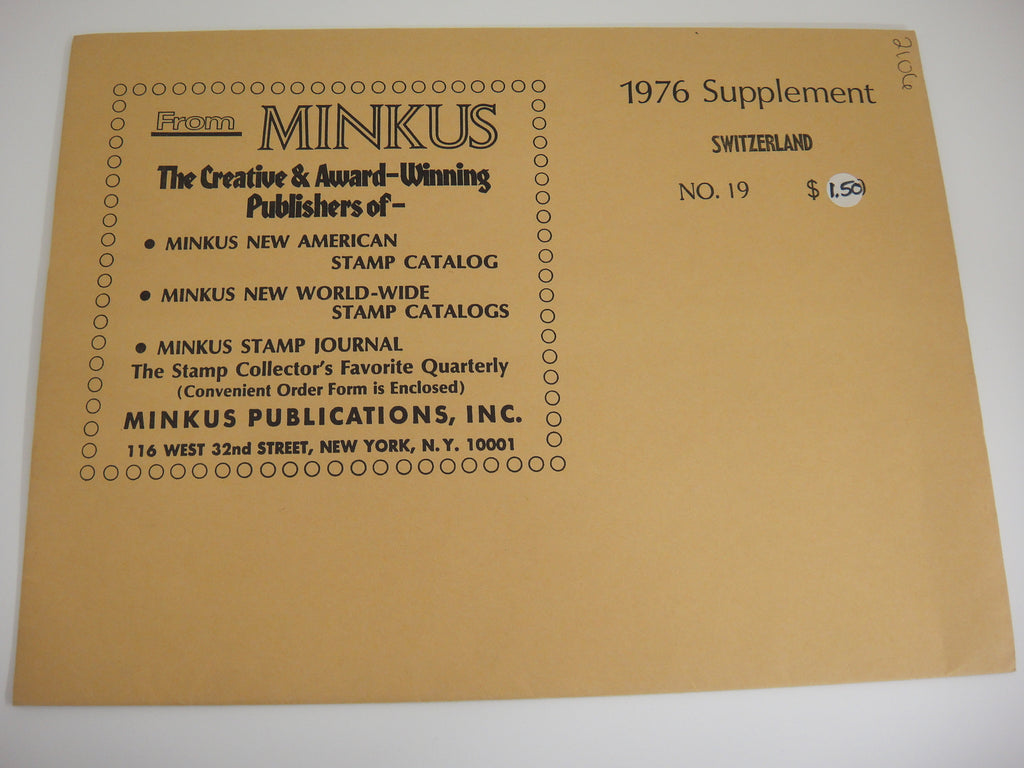 From MINKUS
The Creative & Award-Winning
Publishers of-
• MINKUS NEW AMERICAN
STAMP CATALOG
• MINKUS NEW WORLD-WIDE
STAMP CATALOGS
• MINKUS STAMP JOURNAL
The Stamp Collector's Favorite Quarterly
(Convenient Order Form is Enclosed)
MINKUS PUBLICATIONS, INC.
116 WEST 32nd STREET, NEW YORK, N. Y. 10001
1976 Supplement
SWITZERLAND
NO. 19 $ 1.50
2106